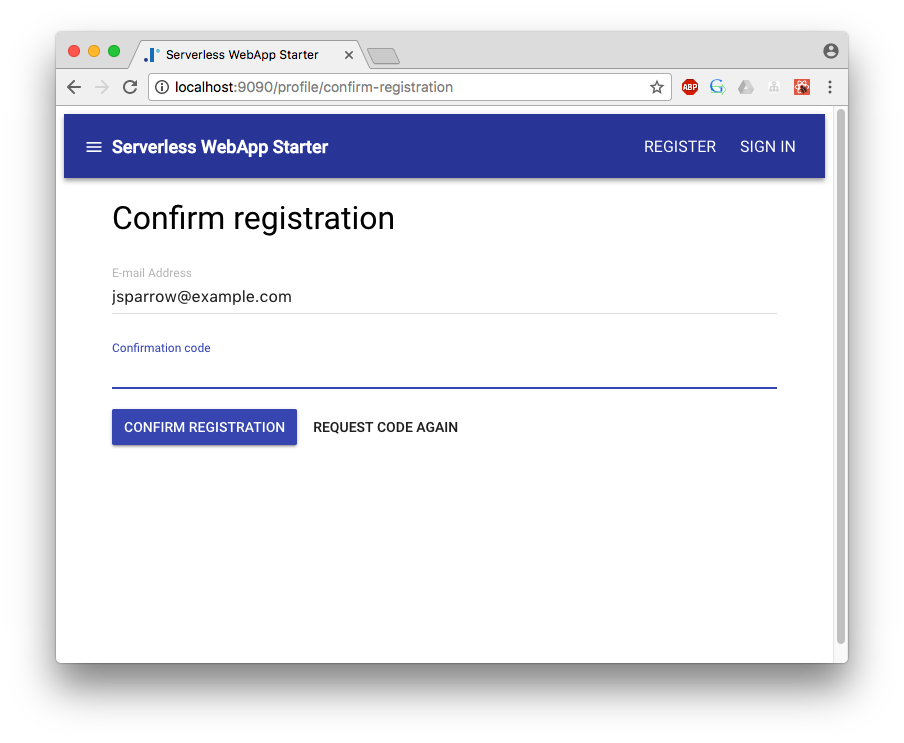 Serverless WebApp Starter
localhost:9090/profile/confirm-registration
ABP
Serverless WebApp Starter
REGISTER
SIGN IN
Confirm registration
E-mail Address
jsparrow@example.com
Confirmation code
CONFIRM REGISTRATION
REQUEST CODE AGAIN